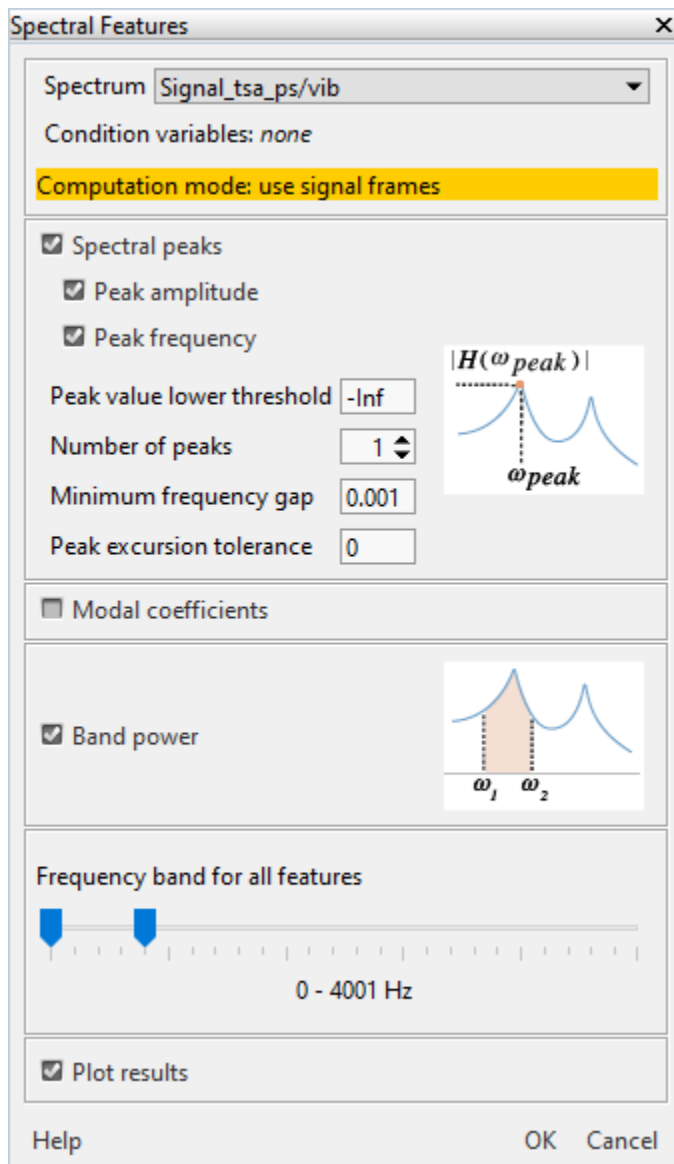 Spectral Features
Spectrum Signal_tsa_ps/vib
Condition variables: none
Computation mode: use signal frames
Spectral peaks
Peak amplitude
Peak frequency
Peak value lower threshold -Inf
Number of peaks 1
Minimum frequency gap 0.001
Peak excursion tolerance 0
|H(ω peak)|
ω peak
Modal coefficients
Band power
ω1 ω2
Frequency band for all features
0 - 4001 Hz
Plot results
Help OK Cancel